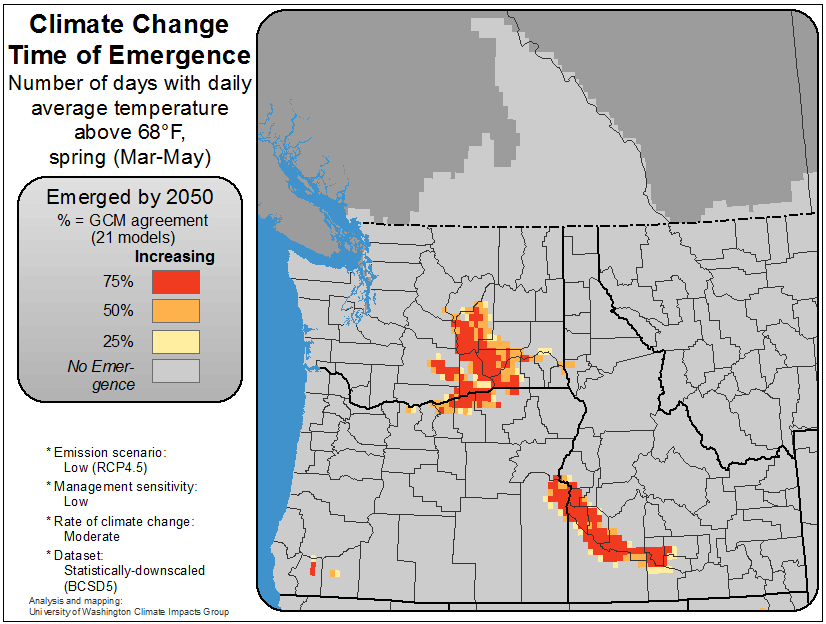 Climate Change
Time of Emergence
Number of days with daily
average temperature
above 68°F,
spring (Mar-May)
Emerged by 2050
% = GCM agreement
(21 models)
Increasing
75%
50%
25%
No Emer-
gence
* Emission scenario:
Low (RCP4.5)
* Management sensitivity:
Low
* Rate of climate change:
Moderate
* Dataset:
Statistically-downscaled
(BCSD5)
Analysis and mapping:
University of Washington Climate Impacts Group